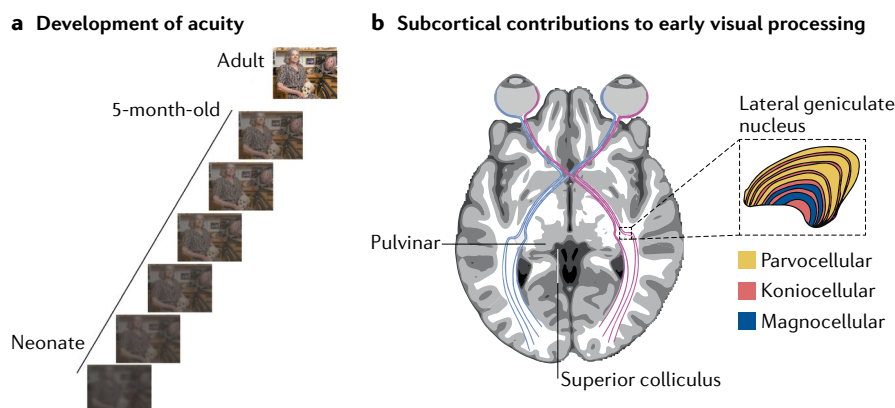 a Development of acuity
Adult
5-month-old
Neonate
b Subcortical contributions to early visual processing
Lateral geniculate
nucleus
Pulvinar
Parvocellular
Koniocellular
Magnocellular
Superior colliculus